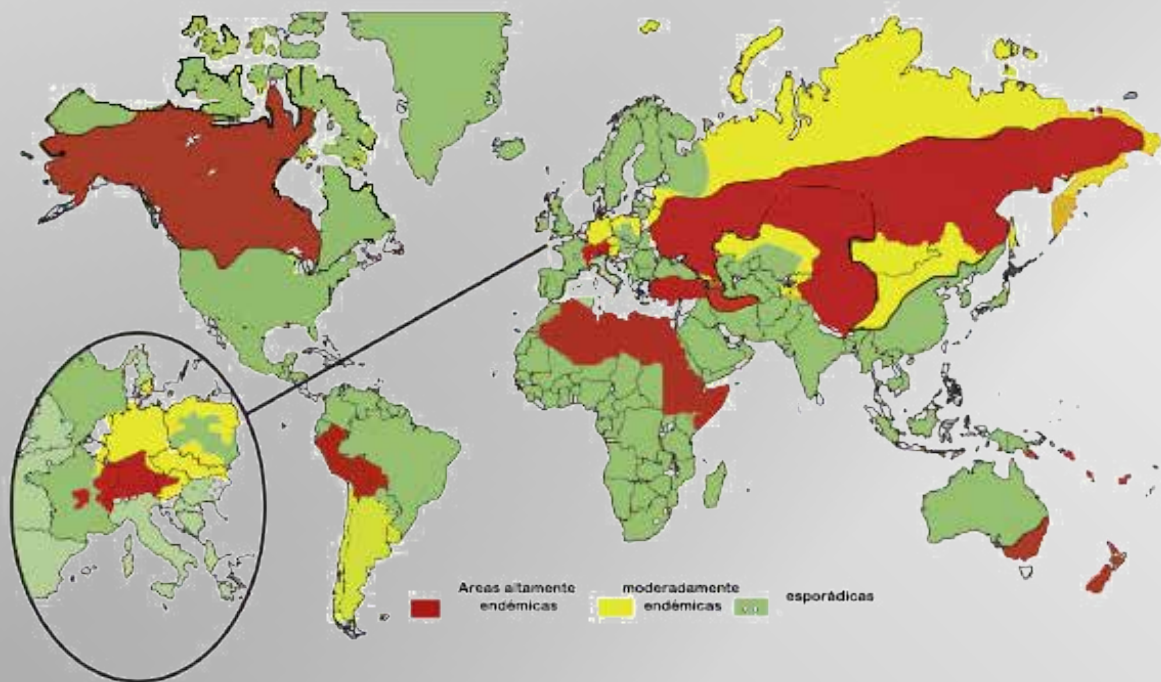 Areas altamente
endémicas
moderadamente
endémicas
esporádicas